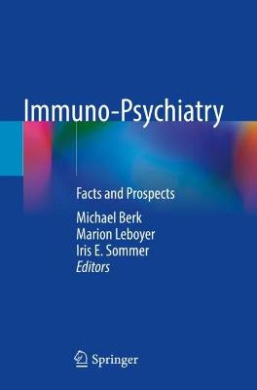 Immuno-Psychiatry
Facts and Prospects
Michael Berk
Marion Leboyer
Iris E. Sommer
Editors
Springer